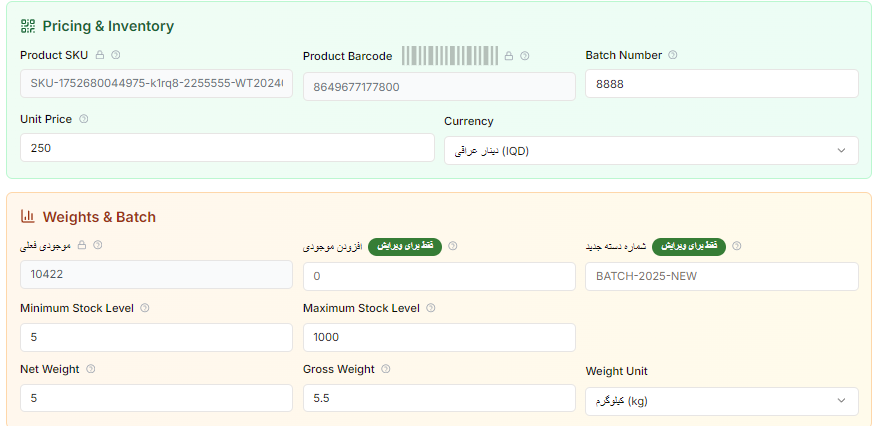 Pricing & Inventory
Product SKU
Product Barcode
Batch Number
SKU-1752680044975-k1rq8-2255555-WT2024
8649677177800
8888
Unit Price
Currency
250
دینار عراقی (IQD)
Weights & Batch
موجودی فعلی
افزودن موجودی فقط برای ویرایش
شماره دسته جدید فقط برای ویرایش
10422
0
BATCH-2025-NEW
Minimum Stock Level
Maximum Stock Level
5
1000
Net Weight
Gross Weight
Weight Unit
5
5.5
کیلوگرم (kg)